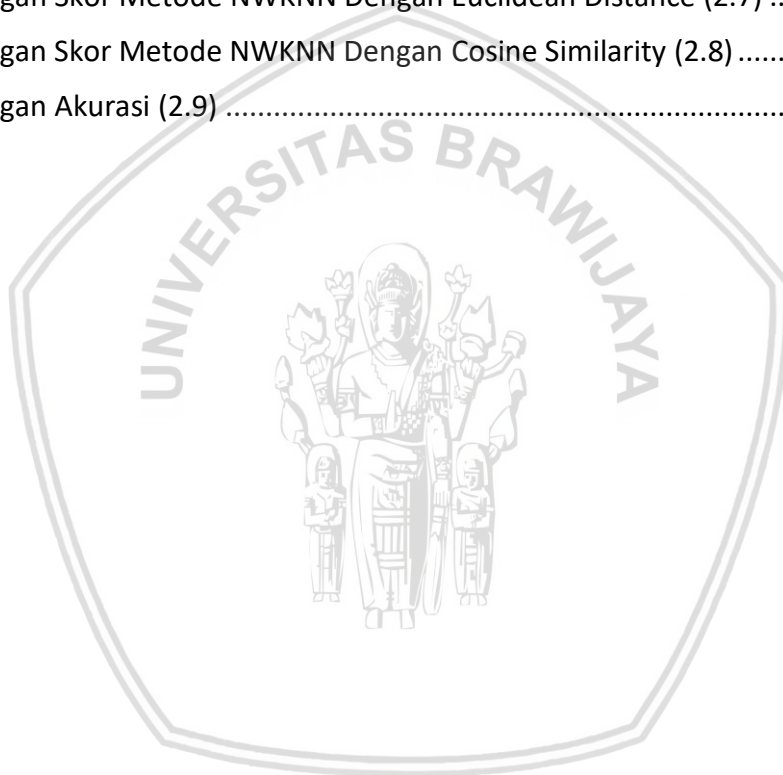 gan Skor Metode NWKNN Dengan Euclidean Distance (2.7) ..
gan Skor Metode NWKNN Dengan Cosine Similarity (2.8) ......
gan Akurasi (2.9) ..........................................................................
UNIVERSITAS BRAWIJAYA